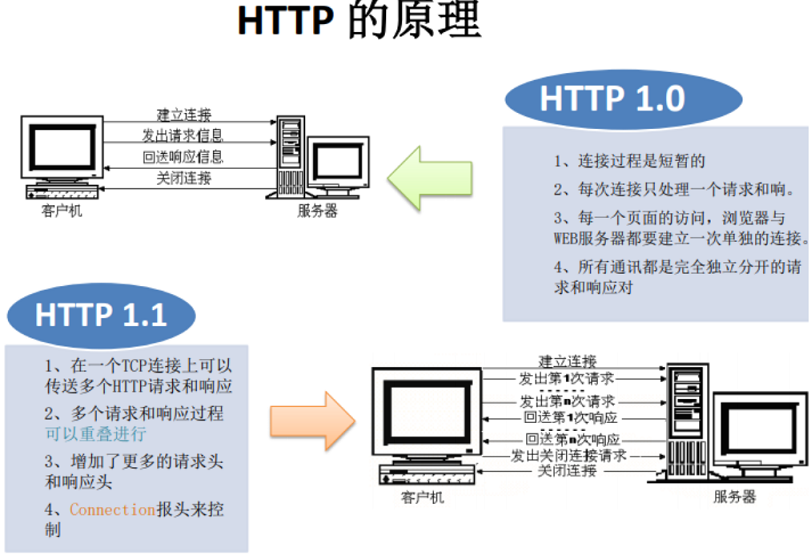 HTTP 的原理
建立连接
发出请求信息
回送响应信息
关闭连接
客户机
服务器
HTTP 1.0
1、连接过程是短暂的
2、每次连接只处理一个请求和响。
3、每一个页面的访问，浏览器与
WEB服务器都要建立一次单独的连接。
4、所有通讯都是完全独立分开的请
求和响应对
HTTP 1.1
1、在一个TCP连接上可以
传送多个HTTP请求和响应
2、多个请求和响应过程
可以重叠进行
3、增加了更多的请求头
和响应头
4、Connection报头来控
制
建立连接
发出第1次请求
发出第n次请求
回送第1次响应
回送第n次响应
发出关闭连接请求
关闭连接
客户机
服务器